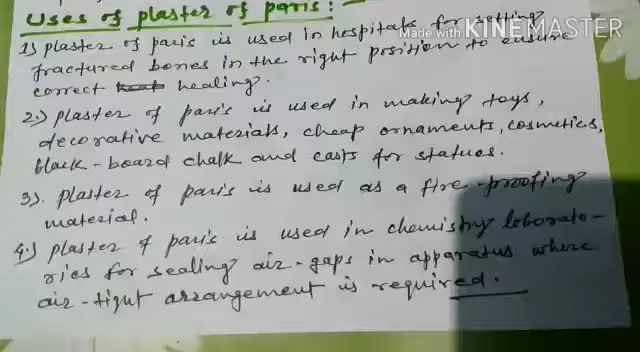 Uses of plaster of paris :
Made with KINEMASTER
1) plaster of paris is used in hospitals for setting
fractured bones in the right position to ensure
correct healing.
2.) plaster of paris is used in making toys,
decorative materials, cheap ornaments, cosmetics,
black-board chalk and casts for statues.
3). plaster of paris is used as a fire-proofing
material.
4.) plaster of paris is used in chemistry loborato-
ries for sealing air-gaps in apparatus where
air-tight arrangement is required.